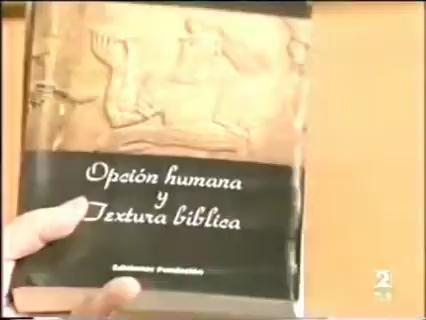 Opción humana
y
Textura bíblica
Ediciones Fundación
2